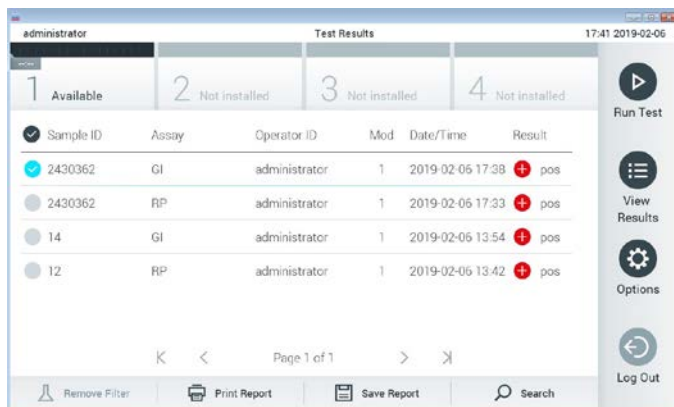 administrator Test Results 17:41 2019-02-06
1 Available 2 Not installed 3 Not installed 4 Not installed
Run Test
Sample ID Assay Operator ID Mod Date/Time Result
2430362 GI administrator 1 2019-02-06 17:38 pos
2430362 RP administrator 1 2019-02-06 17:33 pos
View
Results
14 GI administrator 1 2019-02-06 13:54 pos
12 RP administrator 1 2019-02-06 13:42 pos
Options
Page 1 of 1
Log Out
Remove Filter Print Report Save Report Search